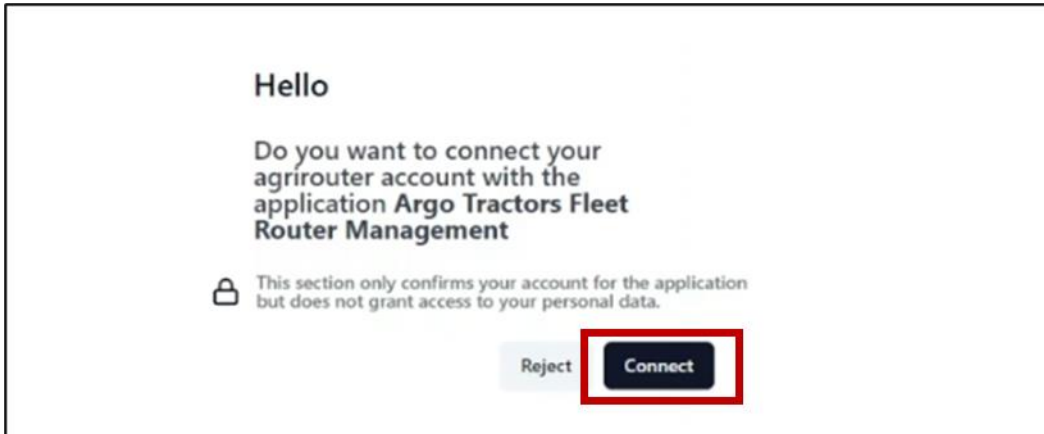 Hello
Do you want to connect your
agrirouter account with the
application Argo Tractors Fleet
Router Management
This section only confirms your account for the application
but does not grant access to your personal data.
Reject Connect